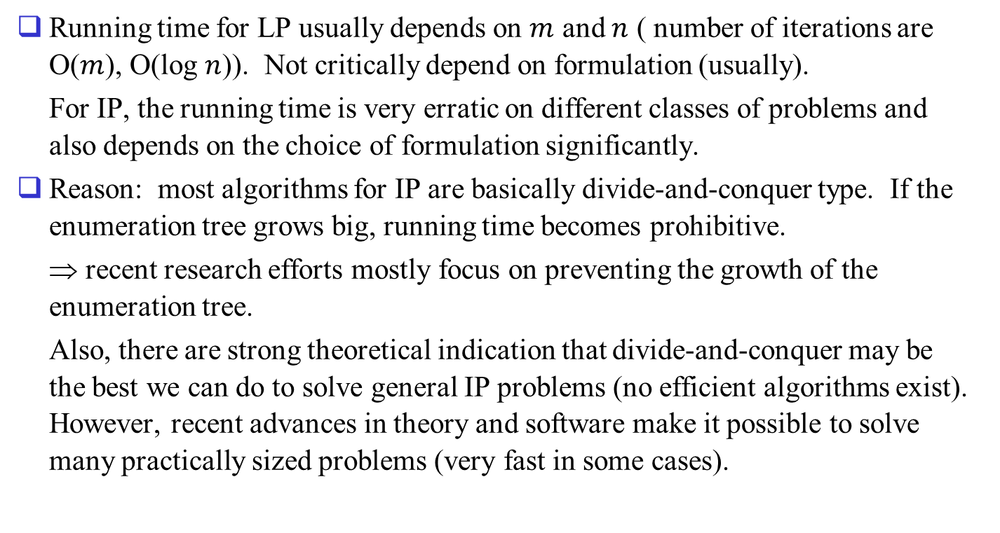 ❑ Running time for LP usually depends on m and n ( number of iterations are
O(m), O(log n)). Not critically depend on formulation (usually).
For IP, the running time is very erratic on different classes of problems and
also depends on the choice of formulation significantly.
❑ Reason: most algorithms for IP are basically divide-and-conquer type. If the
enumeration tree grows big, running time becomes prohibitive.
⇒ recent research efforts mostly focus on preventing the growth of the
enumeration tree.
Also, there are strong theoretical indication that divide-and-conquer may be
the best we can do to solve general IP problems (no efficient algorithms exist).
However, recent advances in theory and software make it possible to solve
many practically sized problems (very fast in some cases).